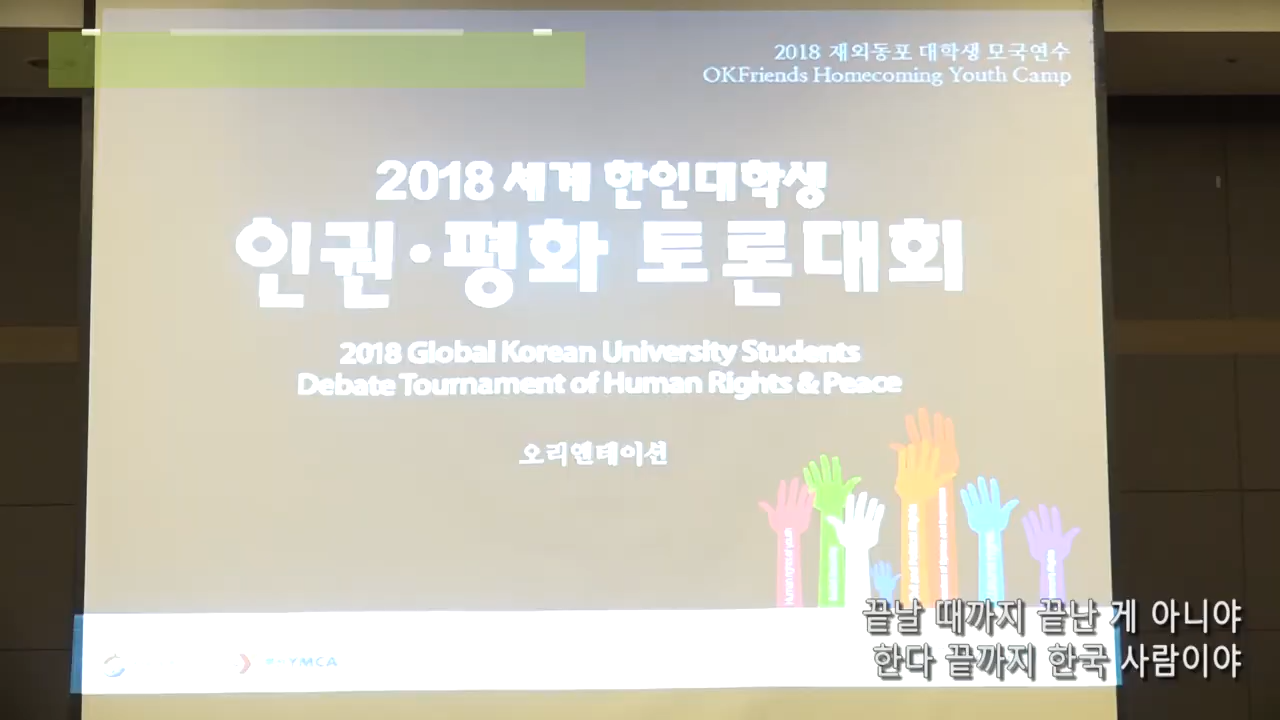 2018 재외동포 대학생 모국연수
OKFriends Homecoming Youth Camp
2018 세계 한인대학생
인권·평화 토론대회
2018 Global Korean University Students
Debate Tournament of Human Rights & Peace
오리엔테이션
YMCA
끝날 때까지 끝난 게 아니야
한다 끝까지 한국 사람이야